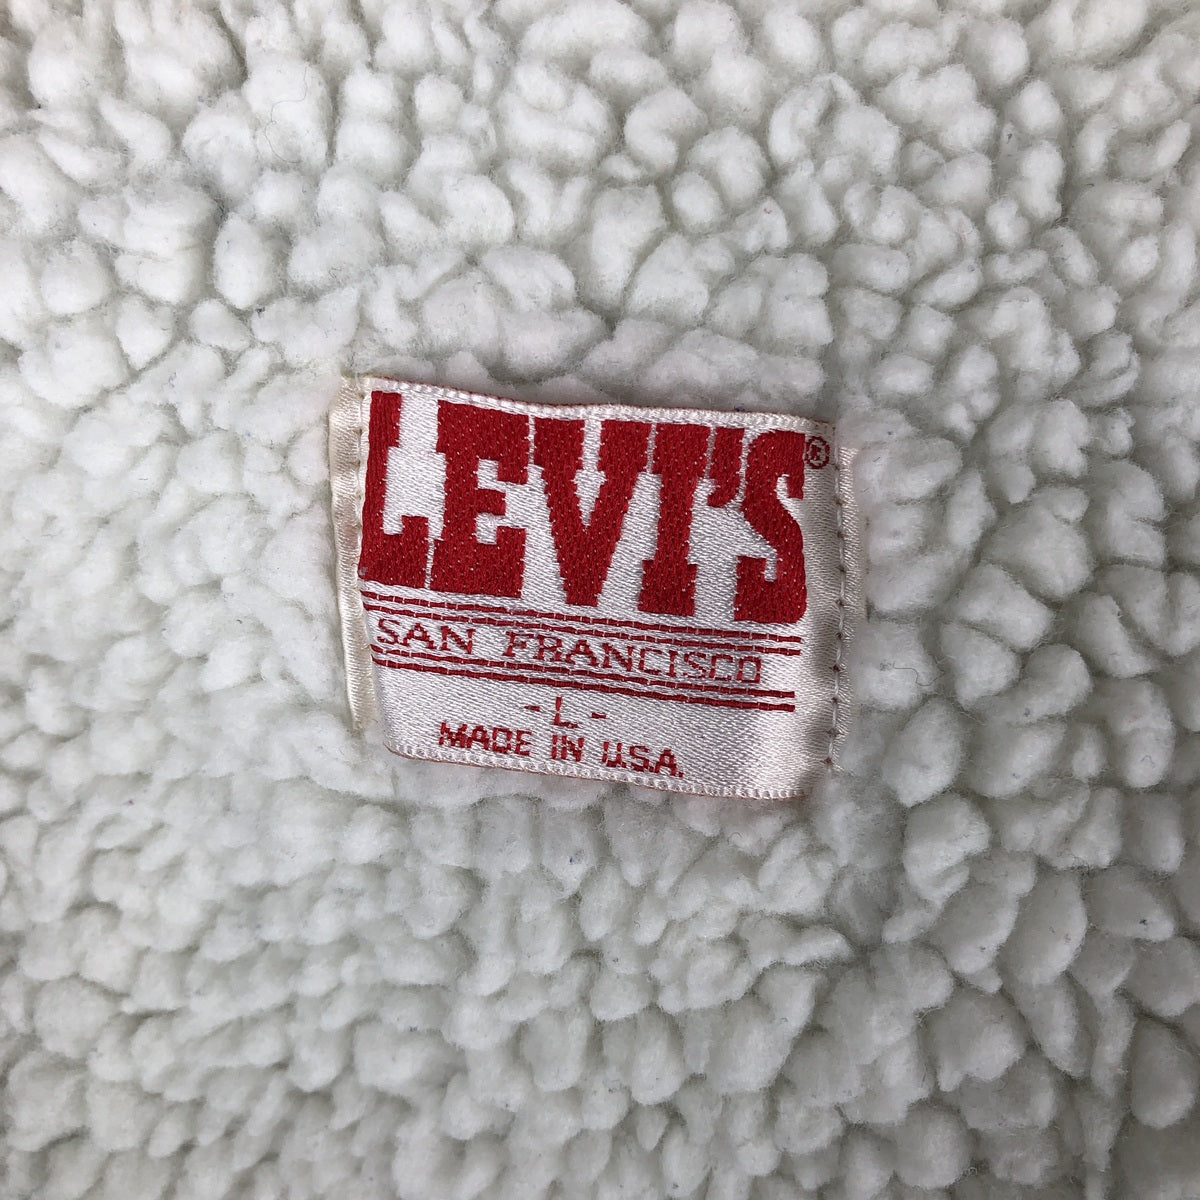 LEVI'S®
SAN FRANCISCO
- L -
MADE IN U.S.A.